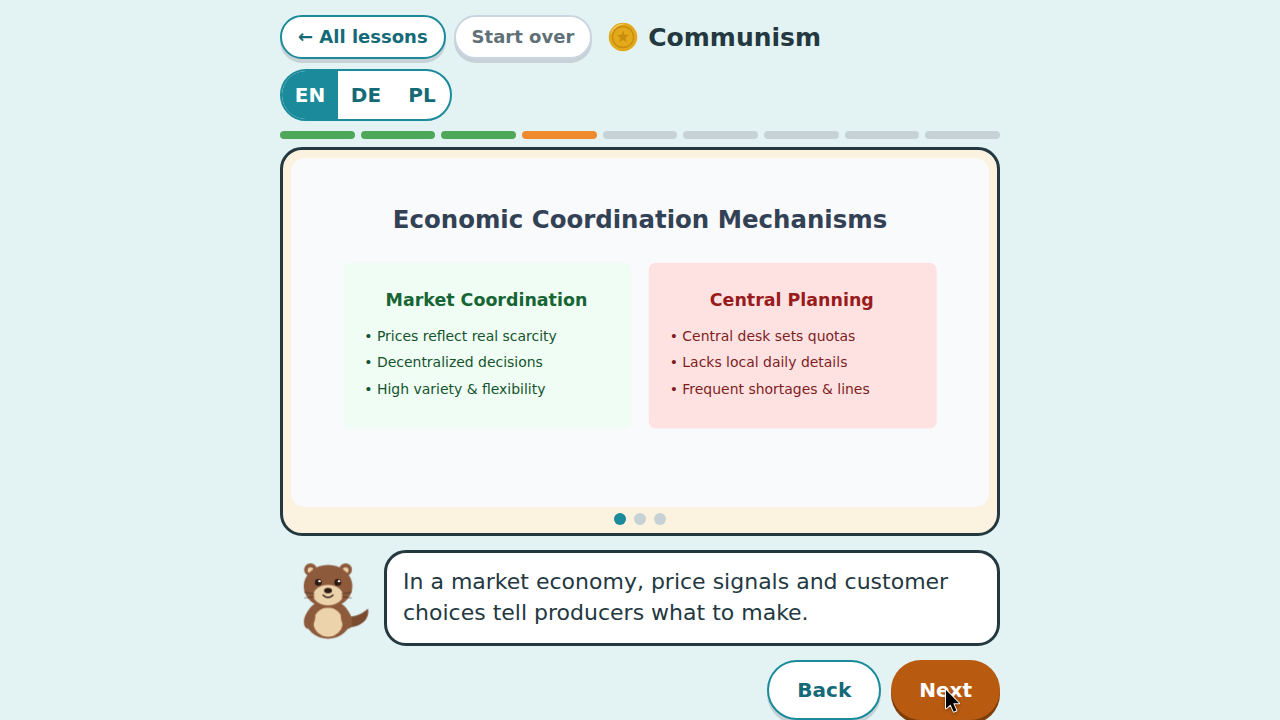 ← All lessons
Start over
Communism
EN DE PL
Economic Coordination Mechanisms
Market Coordination
• Prices reflect real scarcity
• Decentralized decisions
• High variety & flexibility
Central Planning
• Central desk sets quotas
• Lacks local daily details
• Frequent shortages & lines
In a market economy, price signals and customer
choices tell producers what to make.
Back
Next